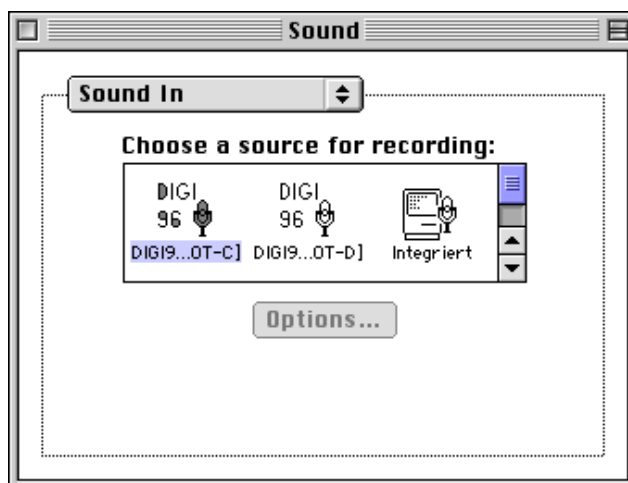 Sound
Sound In
Choose a source for recording:
DIGI 96 DIGI 96
DIGI9...OT-C] DIGI9...OT-D] Integriert
Options...